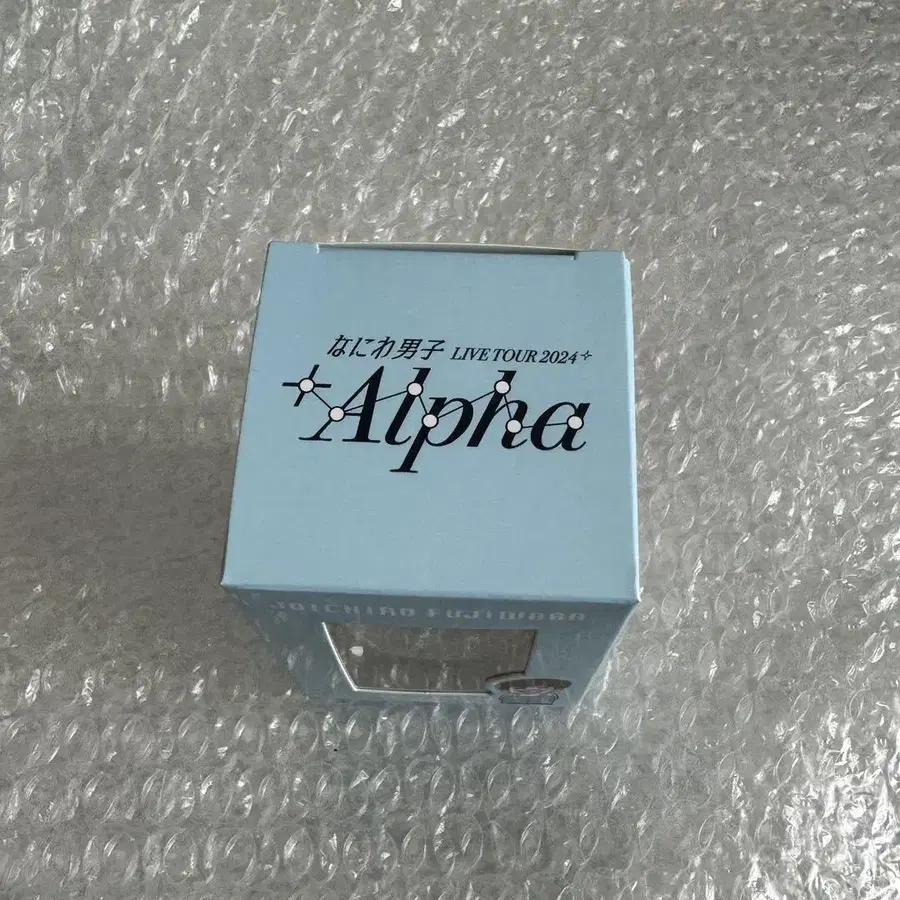 なにわ男子 LIVE TOUR 2024
Alpha
JOICHIRO FUJIWARA